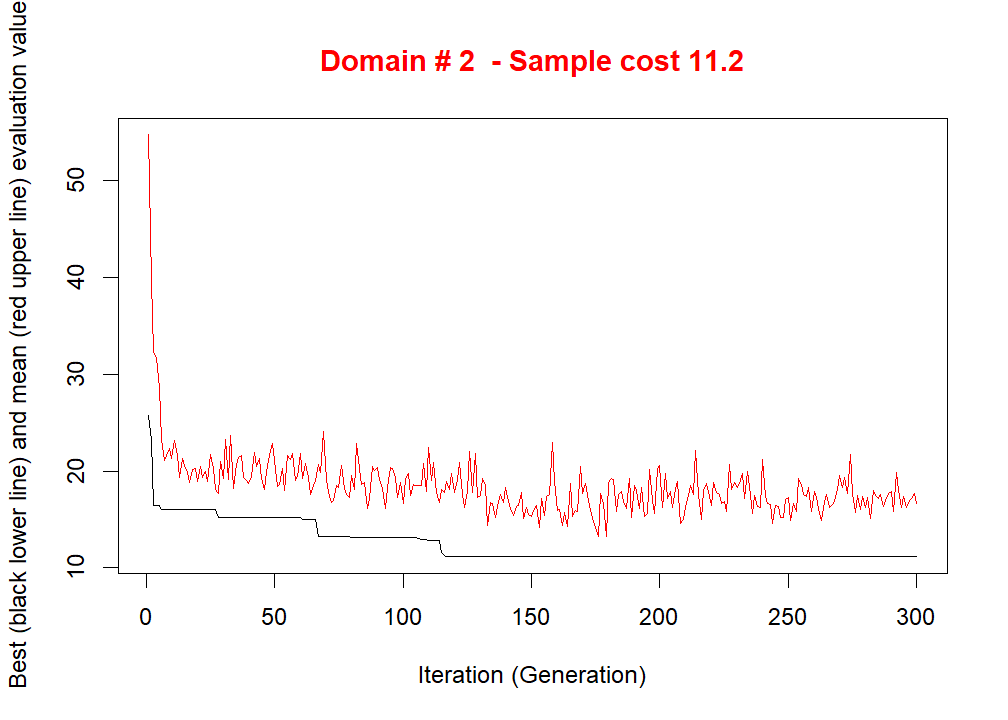 Domain # 2  - Sample cost 11.2
Best (black lower line) and mean (red upper line) evaluation value
50
40
30
20
10
0 50 100 150 200 250 300
Iteration (Generation)